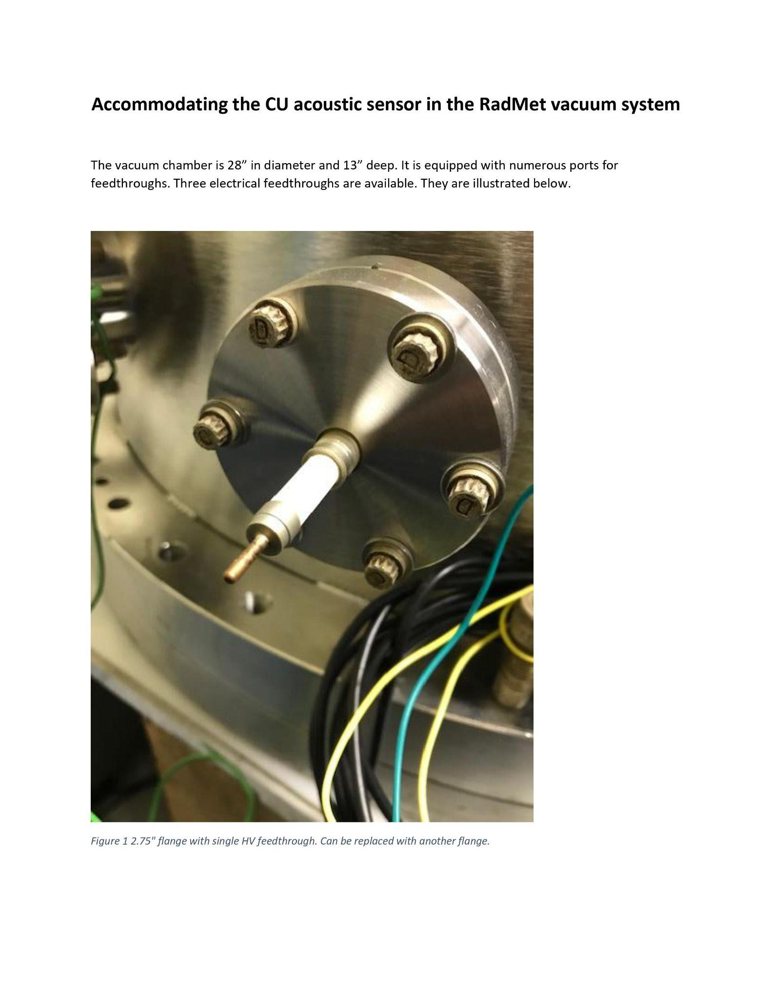 Accommodating the CU acoustic sensor in the RadMet vacuum system
The vacuum chamber is 28” in diameter and 13” deep. It is equipped with numerous ports for
feedthroughs. Three electrical feedthroughs are available. They are illustrated below.
D
D
D
Figure 1 2.75" flange with single HV feedthrough. Can be replaced with another flange.